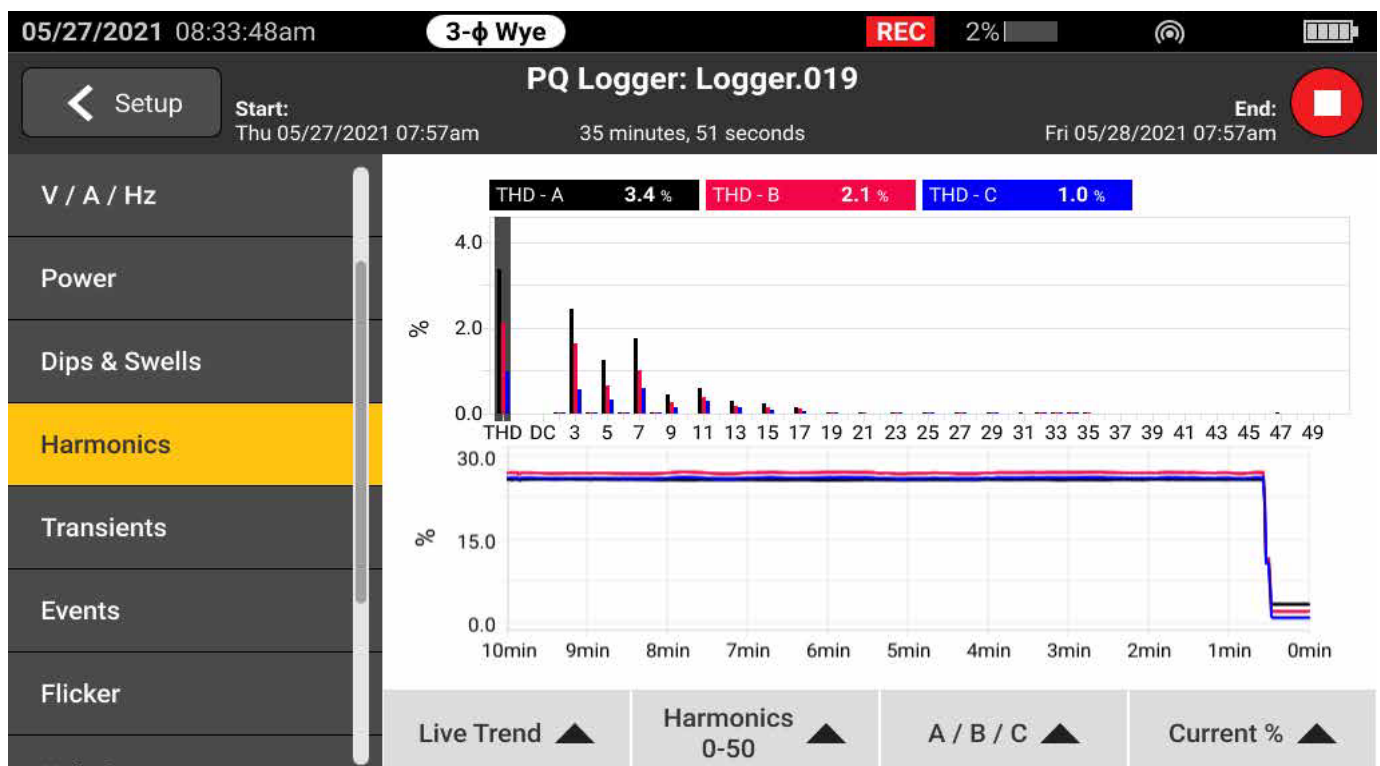 05/27/2021 08:33:48am 3-ϕ Wye REC 2%
PQ Logger: Logger.019
Setup
Start:
Thu 05/27/2021 07:57am
35 minutes, 51 seconds
End:
Fri 05/28/2021 07:57am
V / A / Hz
Power
Dips & Swells
Harmonics
Transients
Events
Flicker
THD - A 3.4 % THD - B 2.1 % THD - C 1.0 %
%
4.0
2.0
0.0
THD DC 3 5 7 9 11 13 15 17 19 21 23 25 27 29 31 33 35 37 39 41 43 45 47 49
%
30.0
15.0
0.0
10min 9min 8min 7min 6min 5min 4min 3min 2min 1min 0min
Live Trend
Harmonics
0-50
A / B / C
Current %